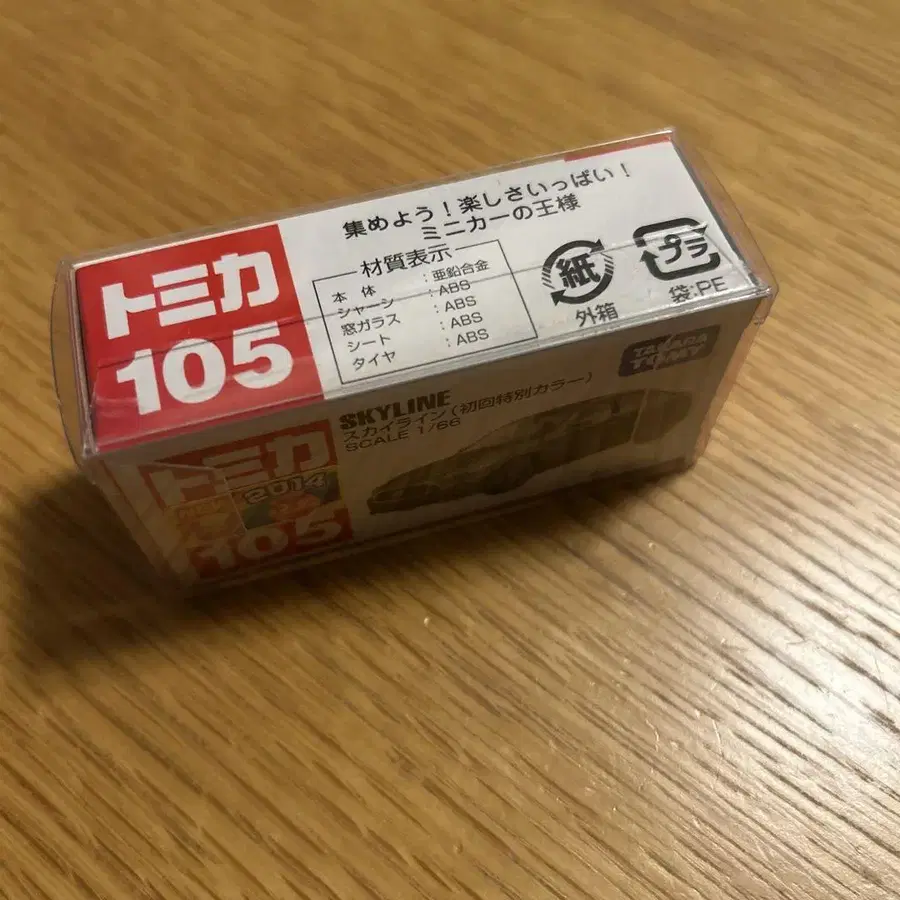 トミカ
105
集めよう！楽しさいっぱい！
ミニカーの王様
材質表示
本体：亜鉛合金
シャーシ：ABS
窓ガラス：ABS
シート：ABS
タイヤ：ABS
紙
外箱
プラ
袋:PE
TAKARA
TOMY
SKYLINE
スカイライン(初回特別カラー)
SCALE 1/66
トミカ
NEW
2014
105